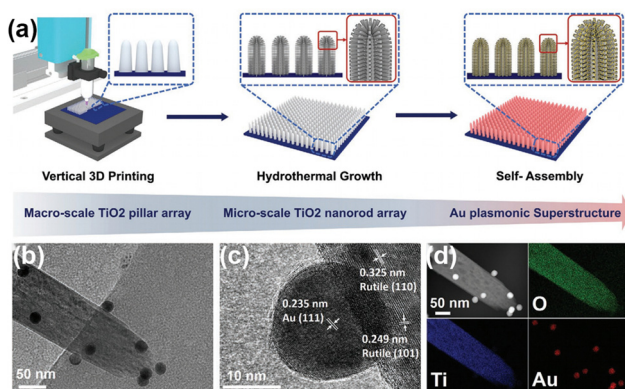 (a)
Vertical 3D Printing
Hydrothermal Growth
Self- Assembly
Macro-scale TiO2 pillar array
Micro-scale TiO2 nanorod array
Au plasmonic Superstructure
(b)
50 nm
(c)
0.325 nm
Rutile (110)
0.235 nm
Au (111)
0.249 nm
Rutile (101)
10 nm
(d)
50 nm
O
Ti
Au